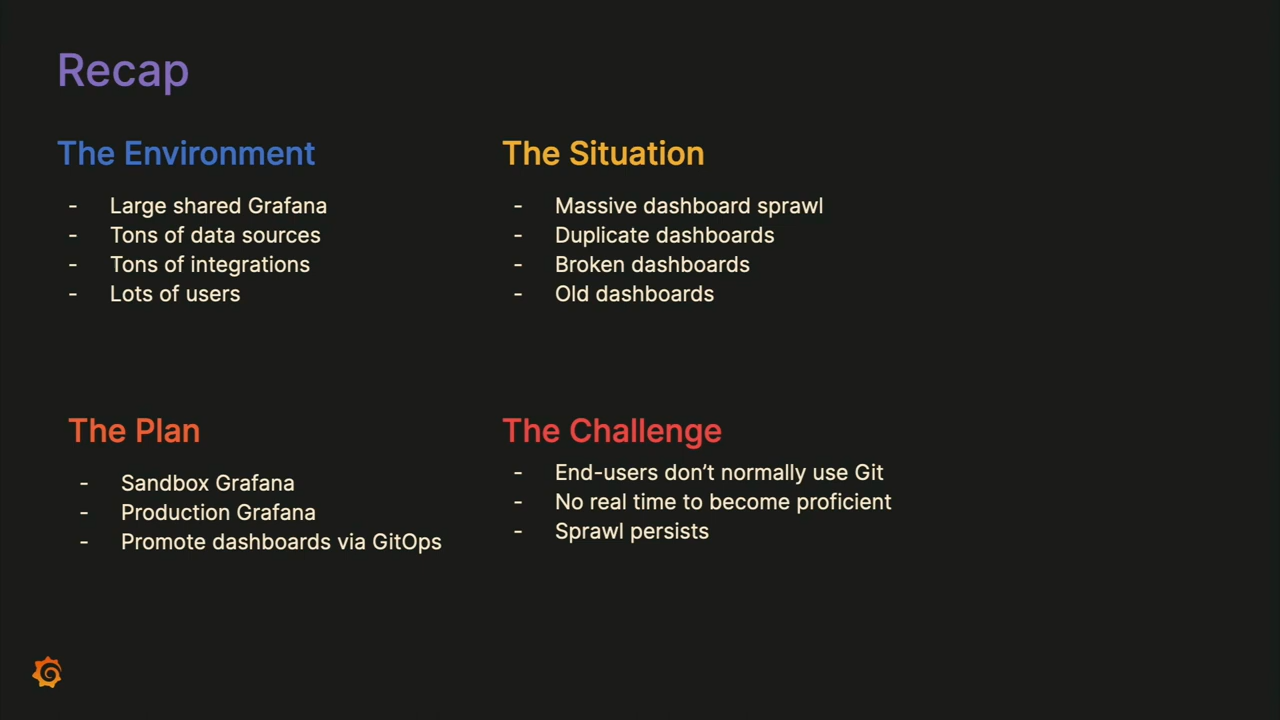 Recap
The Environment
- Large shared Grafana
- Tons of data sources
- Tons of integrations
- Lots of users
The Situation
- Massive dashboard sprawl
- Duplicate dashboards
- Broken dashboards
- Old dashboards
The Plan
- Sandbox Grafana
- Production Grafana
- Promote dashboards via GitOps
The Challenge
- End-users don’t normally use Git
- No real time to become proficient
- Sprawl persists